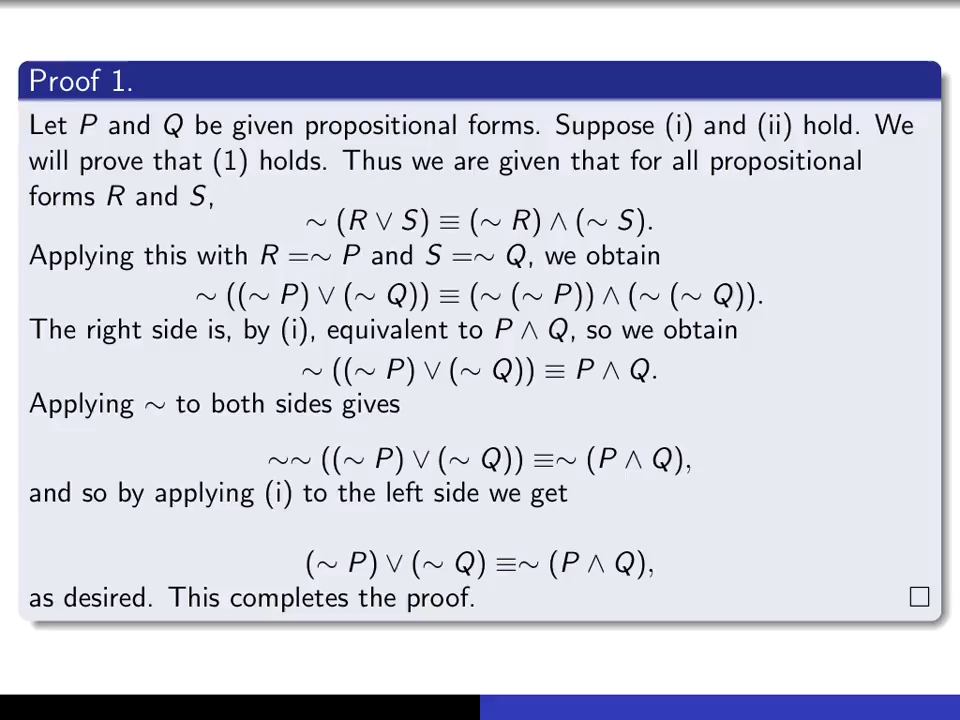 Proof 1.
Let P and Q be given propositional forms. Suppose (i) and (ii) hold. We
will prove that (1) holds. Thus we are given that for all propositional
forms R and S,
∼ (R ∨ S) ≡ (∼ R) ∧ (∼ S).
Applying this with R =∼ P and S =∼ Q, we obtain
∼ ((∼ P) ∨ (∼ Q)) ≡ (∼ (∼ P)) ∧ (∼ (∼ Q)).
The right side is, by (i), equivalent to P ∧ Q, so we obtain
∼ ((∼ P) ∨ (∼ Q)) ≡ P ∧ Q.
Applying ∼ to both sides gives
∼∼ ((∼ P) ∨ (∼ Q)) ≡∼ (P ∧ Q),
and so by applying (i) to the left side we get
(∼ P) ∨ (∼ Q) ≡∼ (P ∧ Q),
as desired. This completes the proof. □